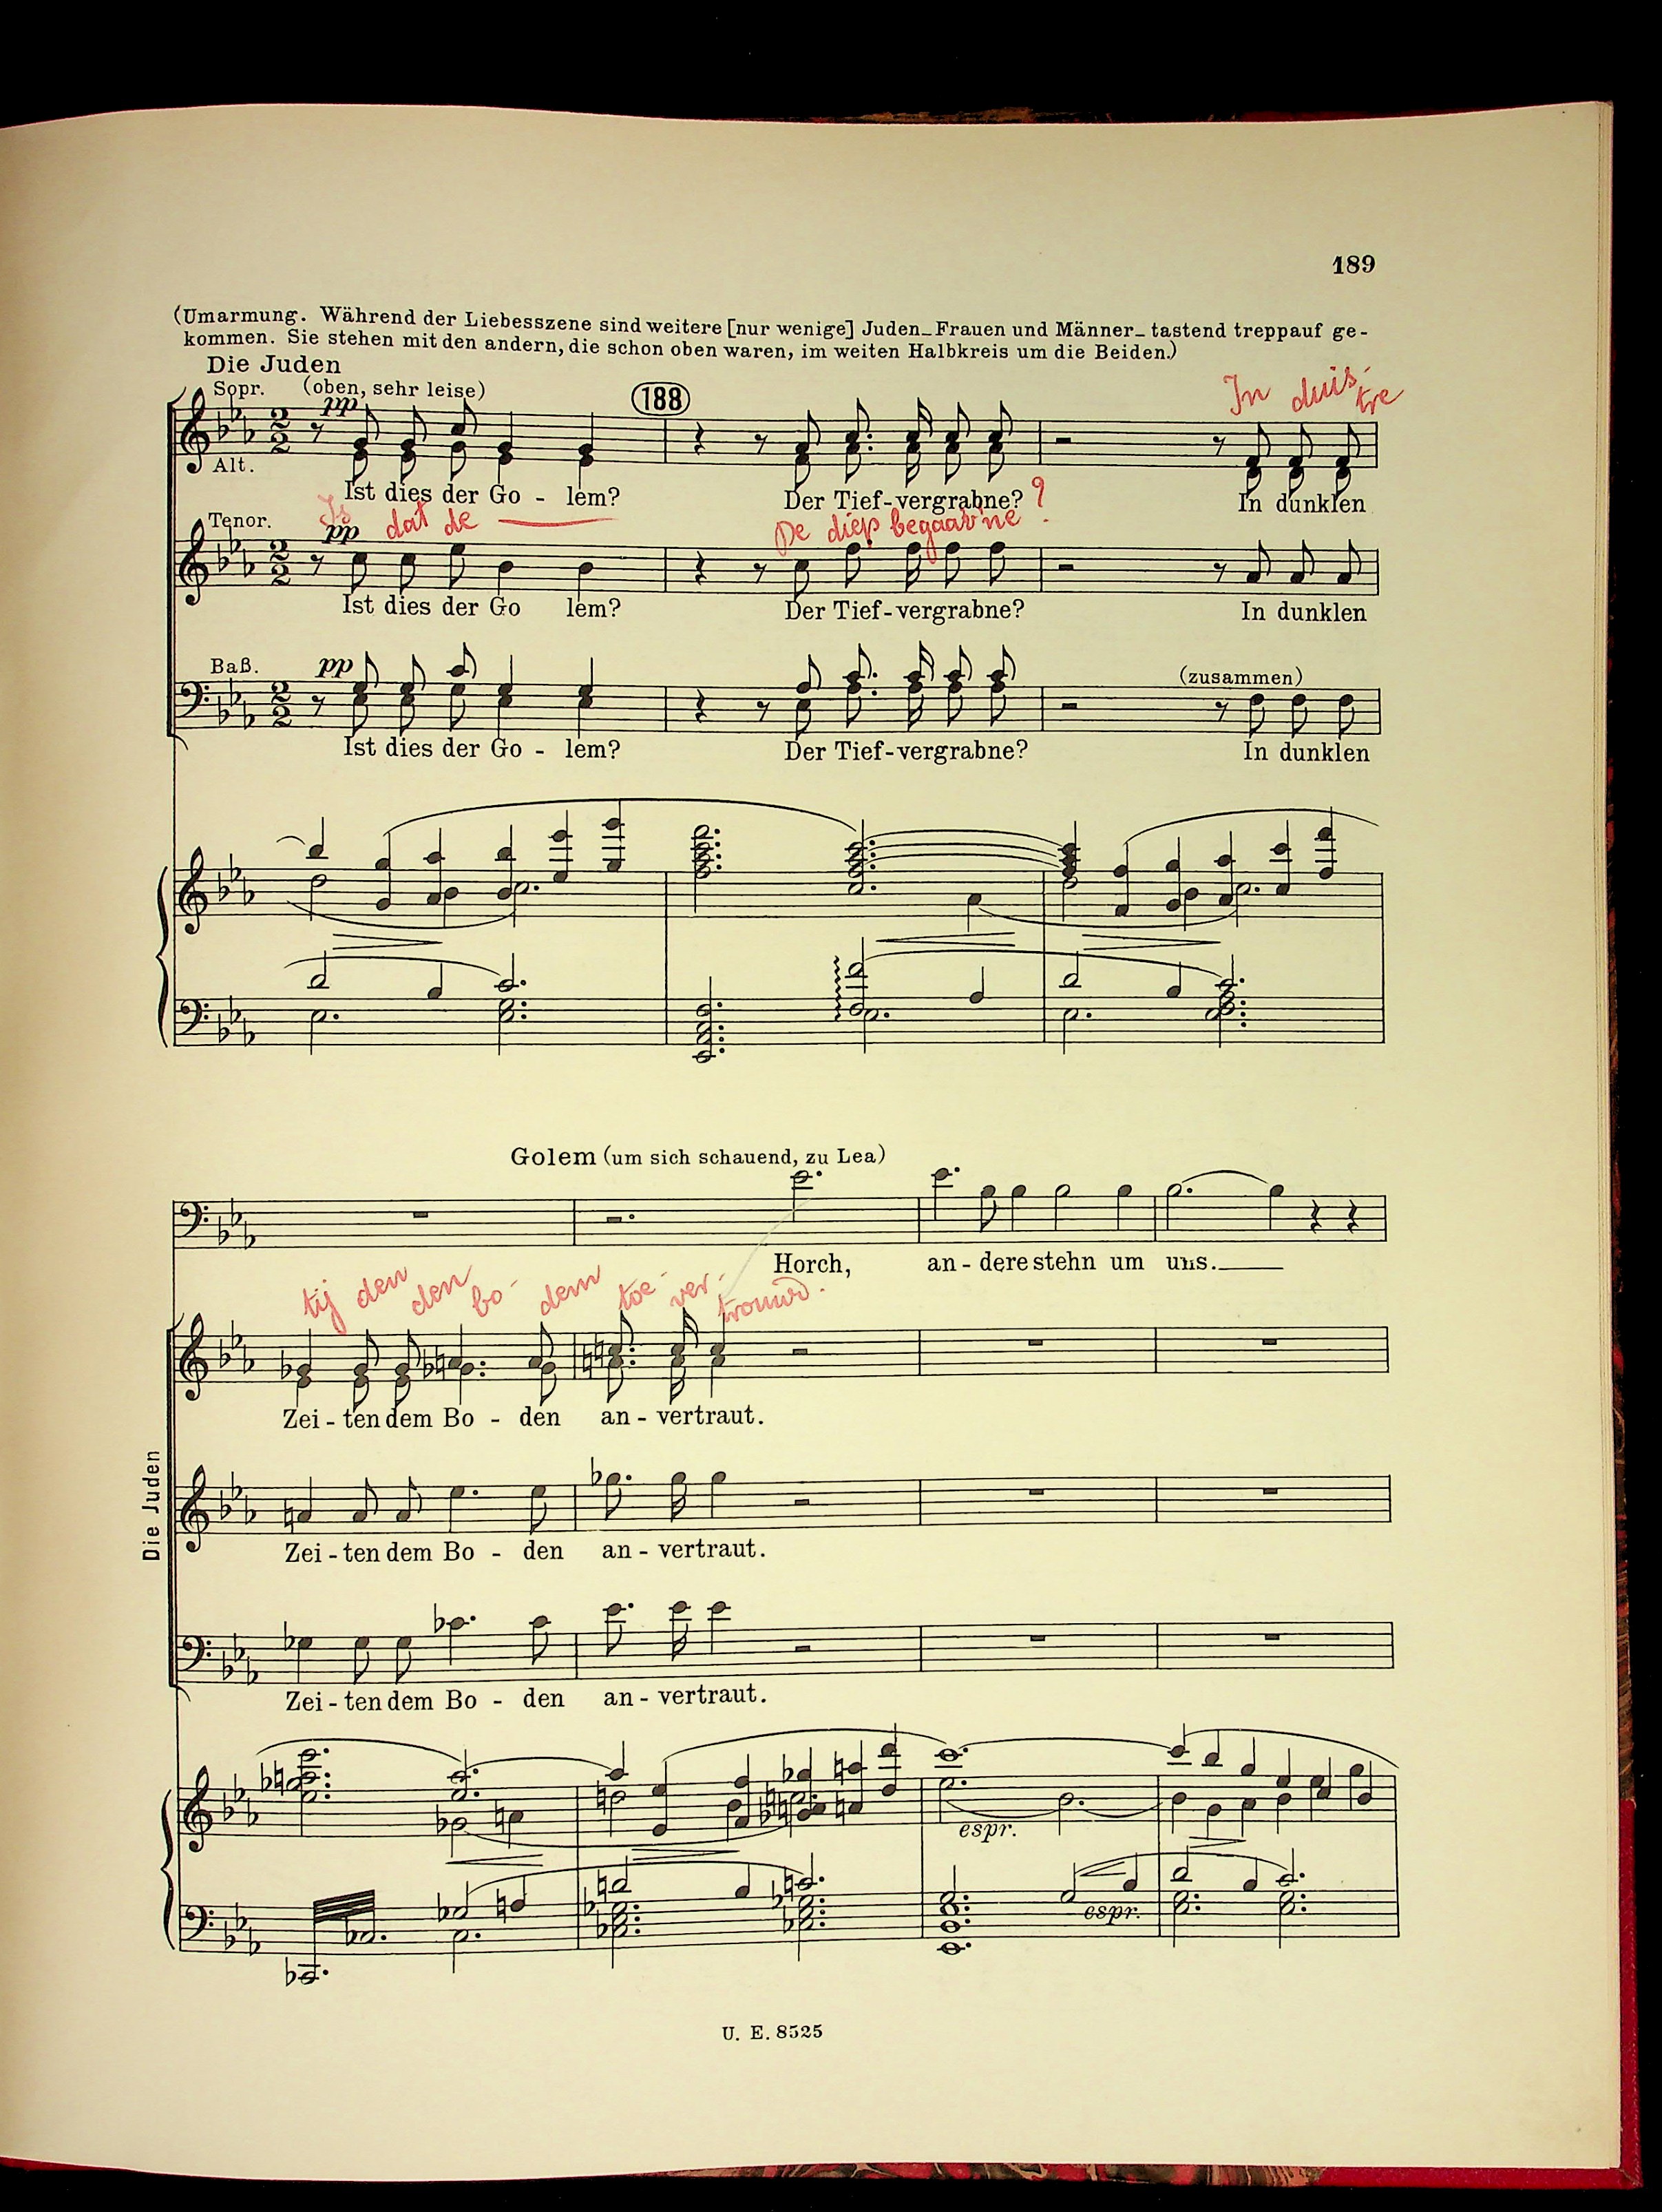 189
(Umarmung. Während der Liebesszene sind weitere [nur wenige] Juden_Frauen und Männer_ tastend treppauf ge-
kommen. Sie stehen mit den andern, die schon oben waren, im weiten Halbkreis um die Beiden.)
Die Juden
Sopr. (oben, sehr leise)
188
In duis-
tre
pp
Alt.
Ist dies der Go - lem? Der Tief-vergrabne? ? In dunklen
Is dat de
De diep begaav'ne
Tenor.
pp
Ist dies der Go lem? Der Tief-vergrabne? In dunklen
Baß. pp (zusammen)
Ist dies der Go - lem? Der Tief-vergrabne? In dunklen
Golem (um sich schauend, zu Lea)
Horch, an - dere stehn um uns.
tij den den bo- dem toe- ver-
trouwd.
Zei - ten dem Bo - den an - vertraut.
Die Juden
Zei - ten dem Bo - den an - vertraut.
Zei - ten dem Bo - den an - vertraut.
espr.
espr.
U. E. 8525